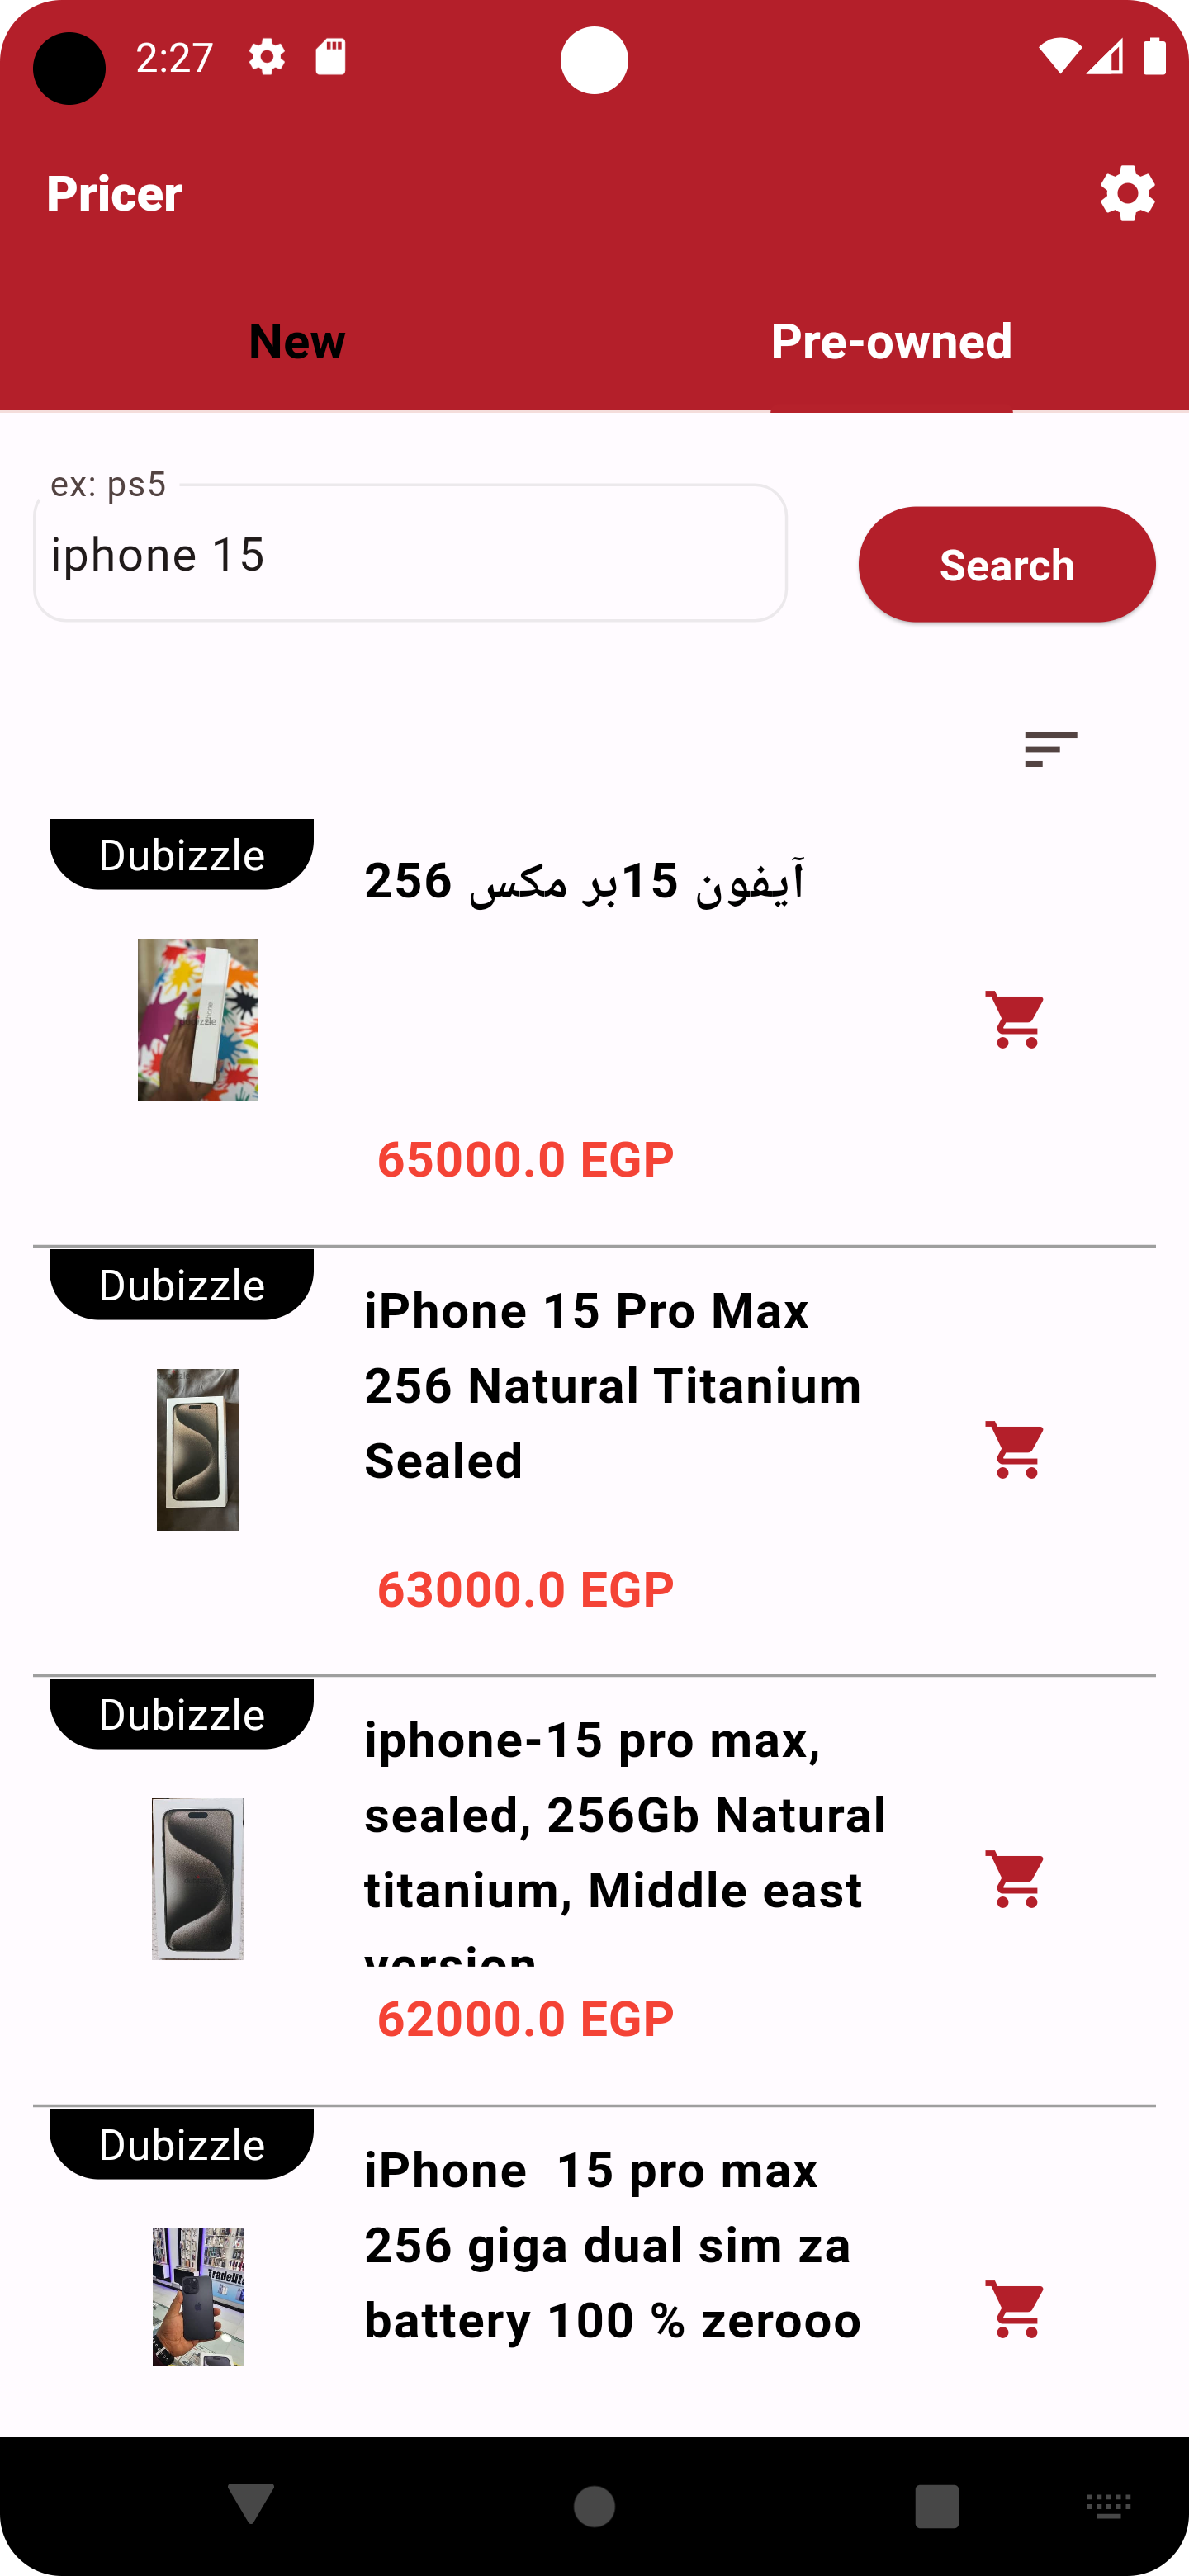 2:27
Pricer
New
Pre-owned
ex: ps5
iphone 15
Search
Dubizzle
آيفون 15بر مكس 256
65000.0 EGP
Dubizzle
iPhone 15 Pro Max
256 Natural Titanium
Sealed
63000.0 EGP
Dubizzle
iphone-15 pro max,
sealed, 256Gb Natural
titanium, Middle east
version
62000.0 EGP
Dubizzle
iPhone  15 pro max
256 giga dual sim za
battery 100 % zerooo